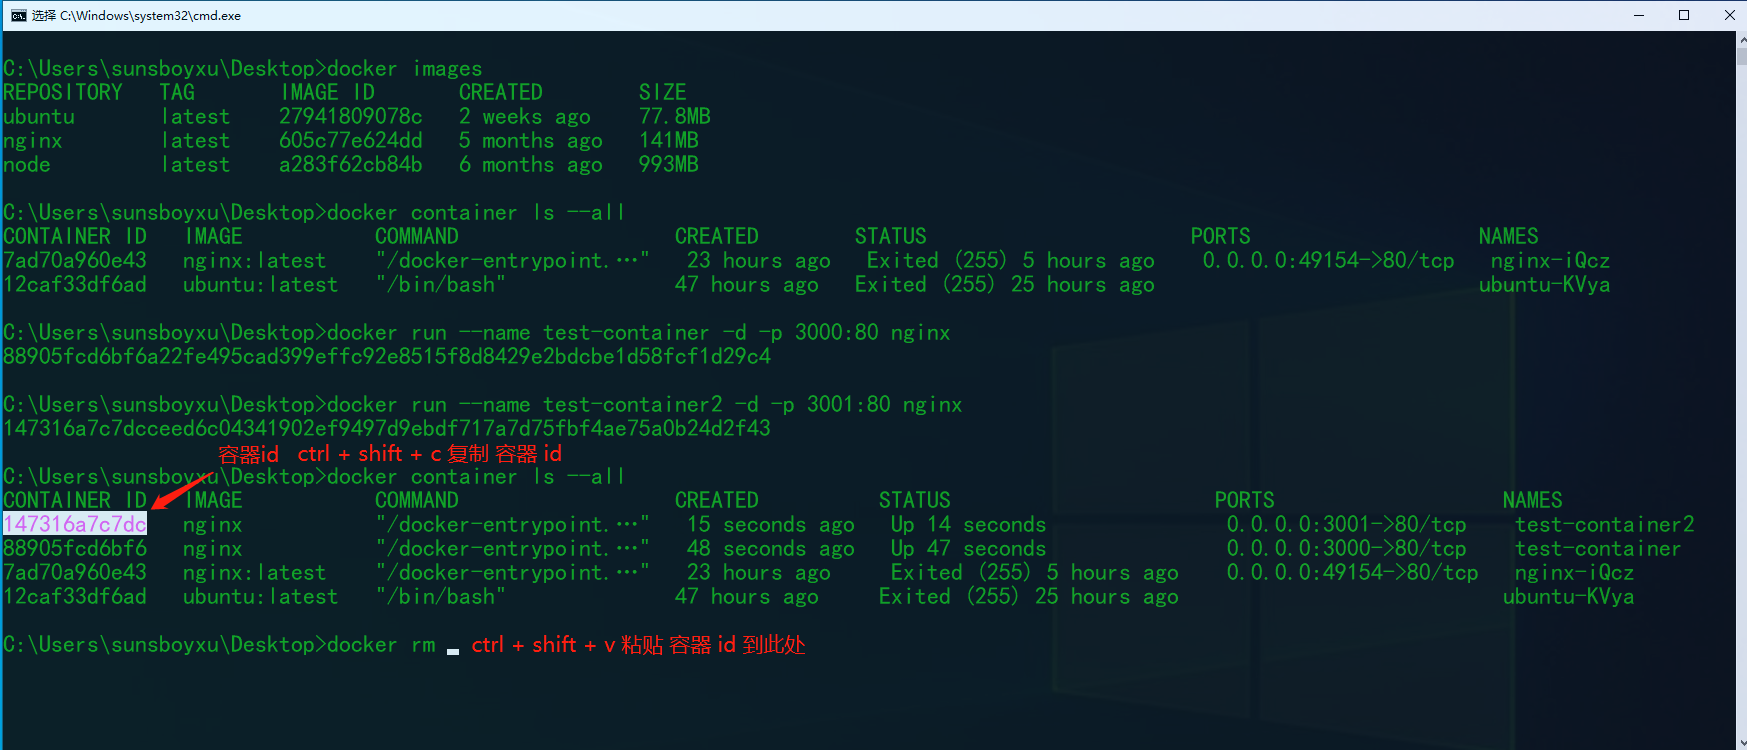 选择 C:\Windows\system32\cmd.exe
C:\Users\sunsboyxu\Desktop>docker images
REPOSITORY TAG IMAGE ID CREATED SIZE
ubuntu latest 27941809078c 2 weeks ago 77.8MB
nginx latest 605c77e624dd 5 months ago 141MB
node latest a283f62cb84b 6 months ago 993MB
C:\Users\sunsboyxu\Desktop>docker container ls --all
CONTAINER ID IMAGE COMMAND CREATED STATUS PORTS NAMES
7ad70a960e43 nginx:latest "/docker-entrypoint.…" 23 hours ago Exited (255) 5 hours ago 0.0.0.0:49154->80/tcp nginx-iQcz
12caf33df6ad ubuntu:latest "/bin/bash" 47 hours ago Exited (255) 25 hours ago ubuntu-KVya
C:\Users\sunsboyxu\Desktop>docker run --name test-container -d -p 3000:80 nginx
88905fcd6bf6a22fe495cad399effc92e8515f8d8429e2bdcbe1d58fcf1d29c4
C:\Users\sunsboyxu\Desktop>docker run --name test-container2 -d -p 3001:80 nginx
147316a7c7dcceed6c04341902ef9497d9ebdf717a7d75fbf4ae75a0b24d2f43
容器id ctrl + shift + c 复制 容器 id
C:\Users\sunsboyxu\Desktop>docker container ls --all
CONTAINER ID IMAGE COMMAND CREATED STATUS PORTS NAMES
147316a7c7dc nginx "/docker-entrypoint.…" 15 seconds ago Up 14 seconds 0.0.0.0:3001->80/tcp test-container2
88905fcd6bf6 nginx "/docker-entrypoint.…" 48 seconds ago Up 47 seconds 0.0.0.0:3000->80/tcp test-container
7ad70a960e43 nginx:latest "/docker-entrypoint.…" 23 hours ago Exited (255) 5 hours ago 0.0.0.0:49154->80/tcp nginx-iQcz
12caf33df6ad ubuntu:latest "/bin/bash" 47 hours ago Exited (255) 25 hours ago ubuntu-KVya
C:\Users\sunsboyxu\Desktop>docker rm ctrl + shift + v 粘贴 容器 id 到此处